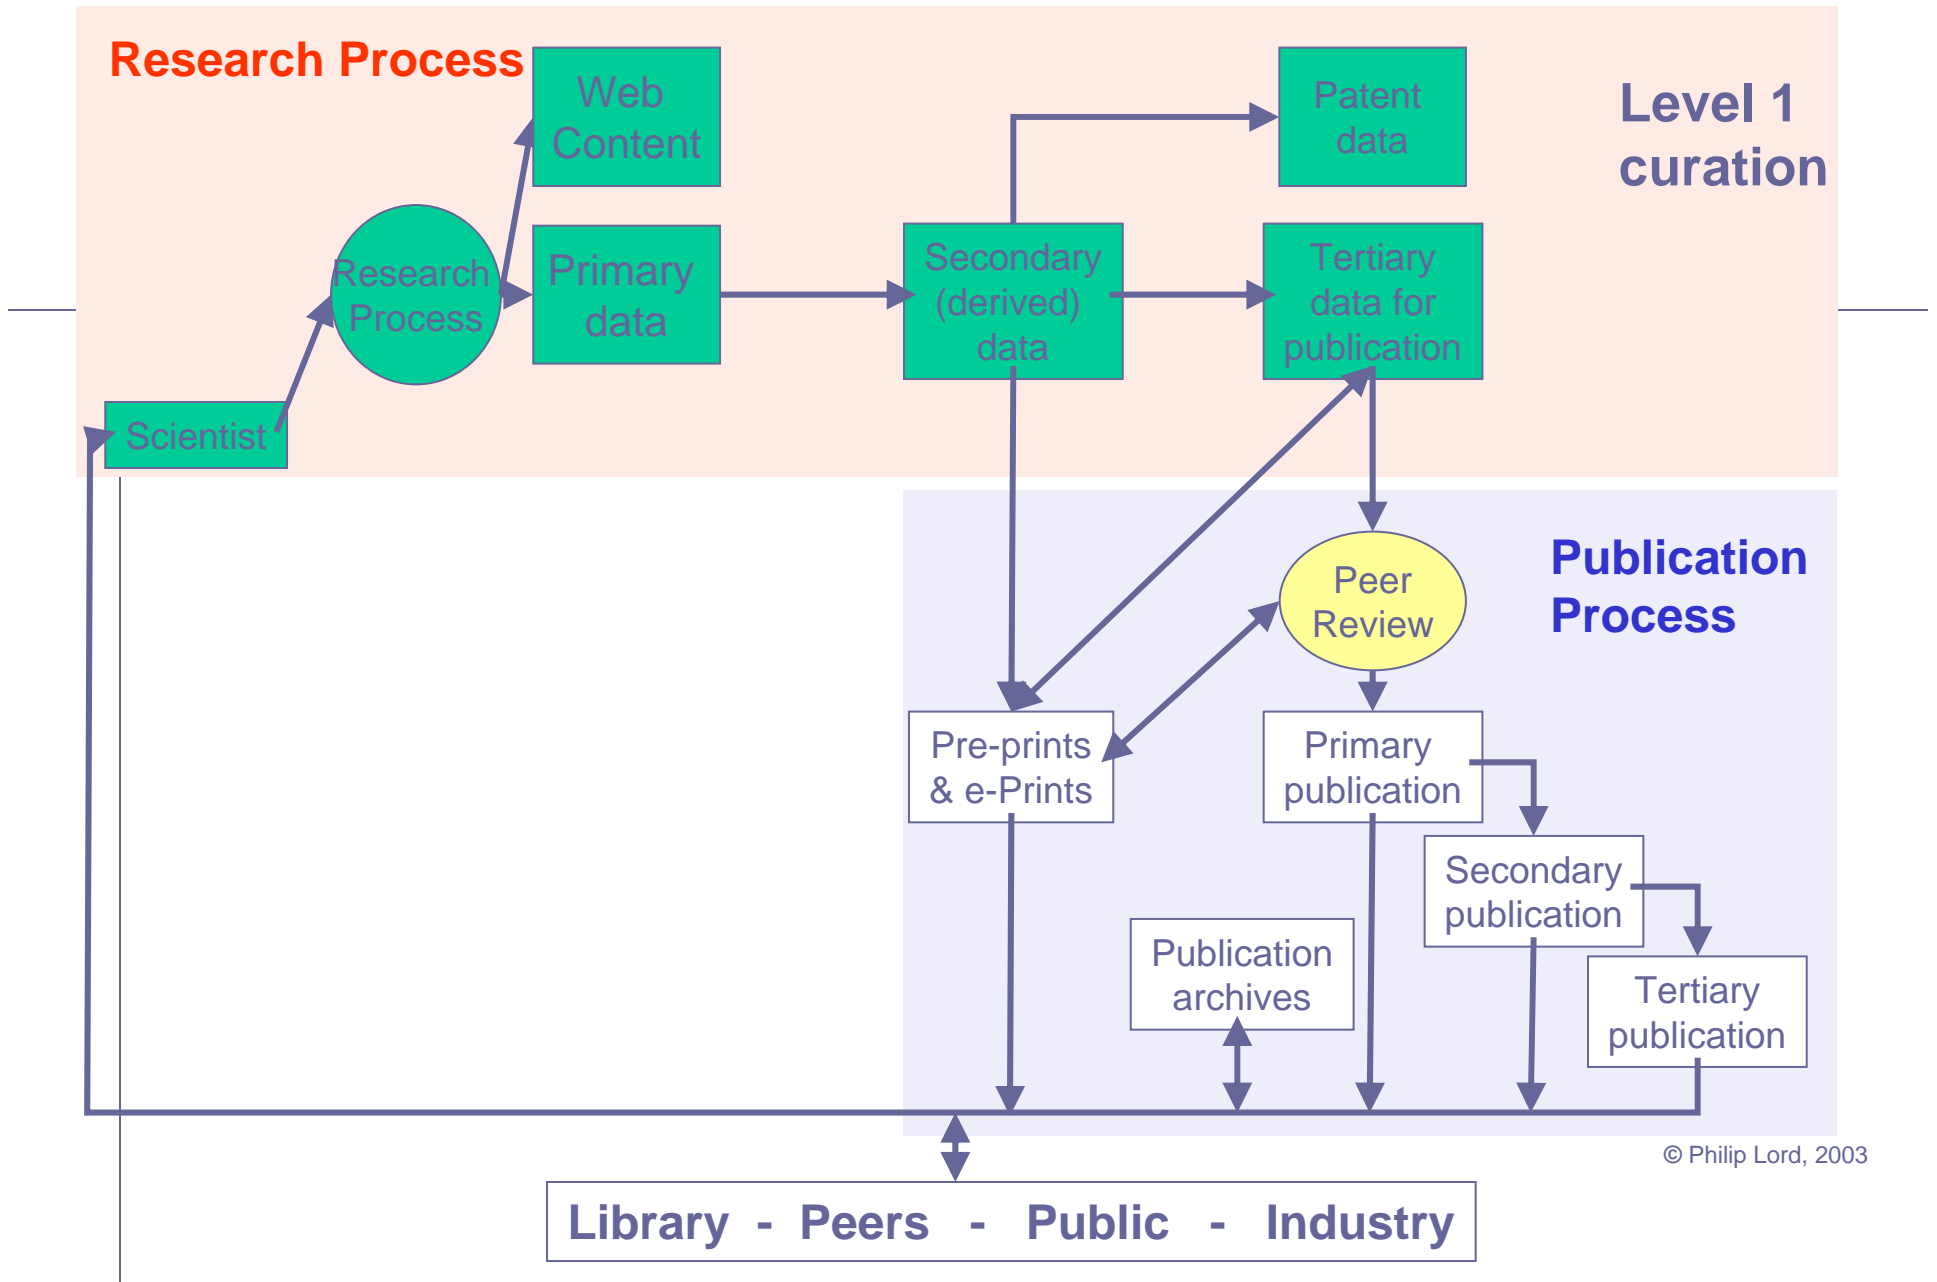 Research Process
Web
Content
Patent
data
Level 1
curation
Research
Process
Primary
data
Secondary
(derived)
data
Tertiary
data for
publication
Scientist
Publication
Process
Peer
Review
Pre-prints
& e-Prints
Primary
publication
Secondary
publication
Publication
archives
Tertiary
publication
© Philip Lord, 2003
Library - Peers - Public - Industry